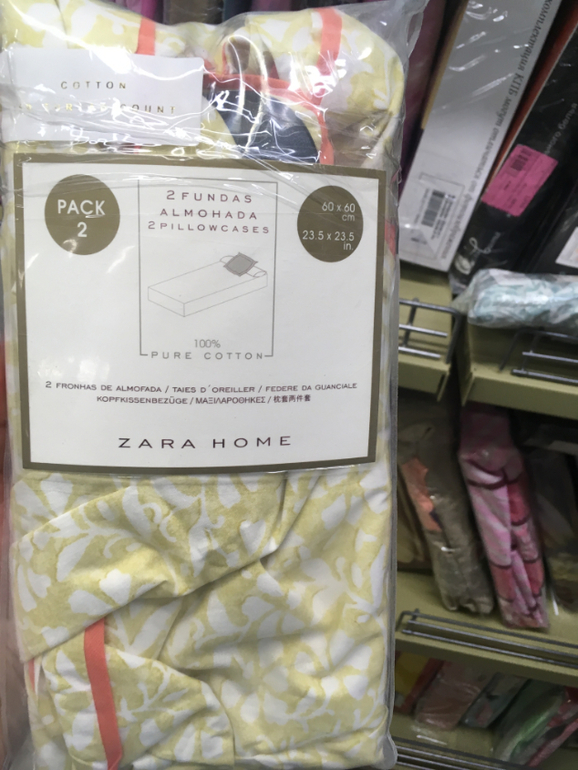 COTTON
COUNT
PACK
2
2 FUNDAS
ALMOHADA
2 PILLOWCASES
60 x 60
cm.
23.5 x 23.5
in.
100%
PURE COTTON
2 FRONHAS DE ALMOFADA / TAIES D´OREILLER / FEDERE DA GUANCIALE
KOPFKISSENBEZÜGE / ΜΑΞΙΛΑΡΟΘΗΚΕΣ / 枕套两件套
ZARA HOME